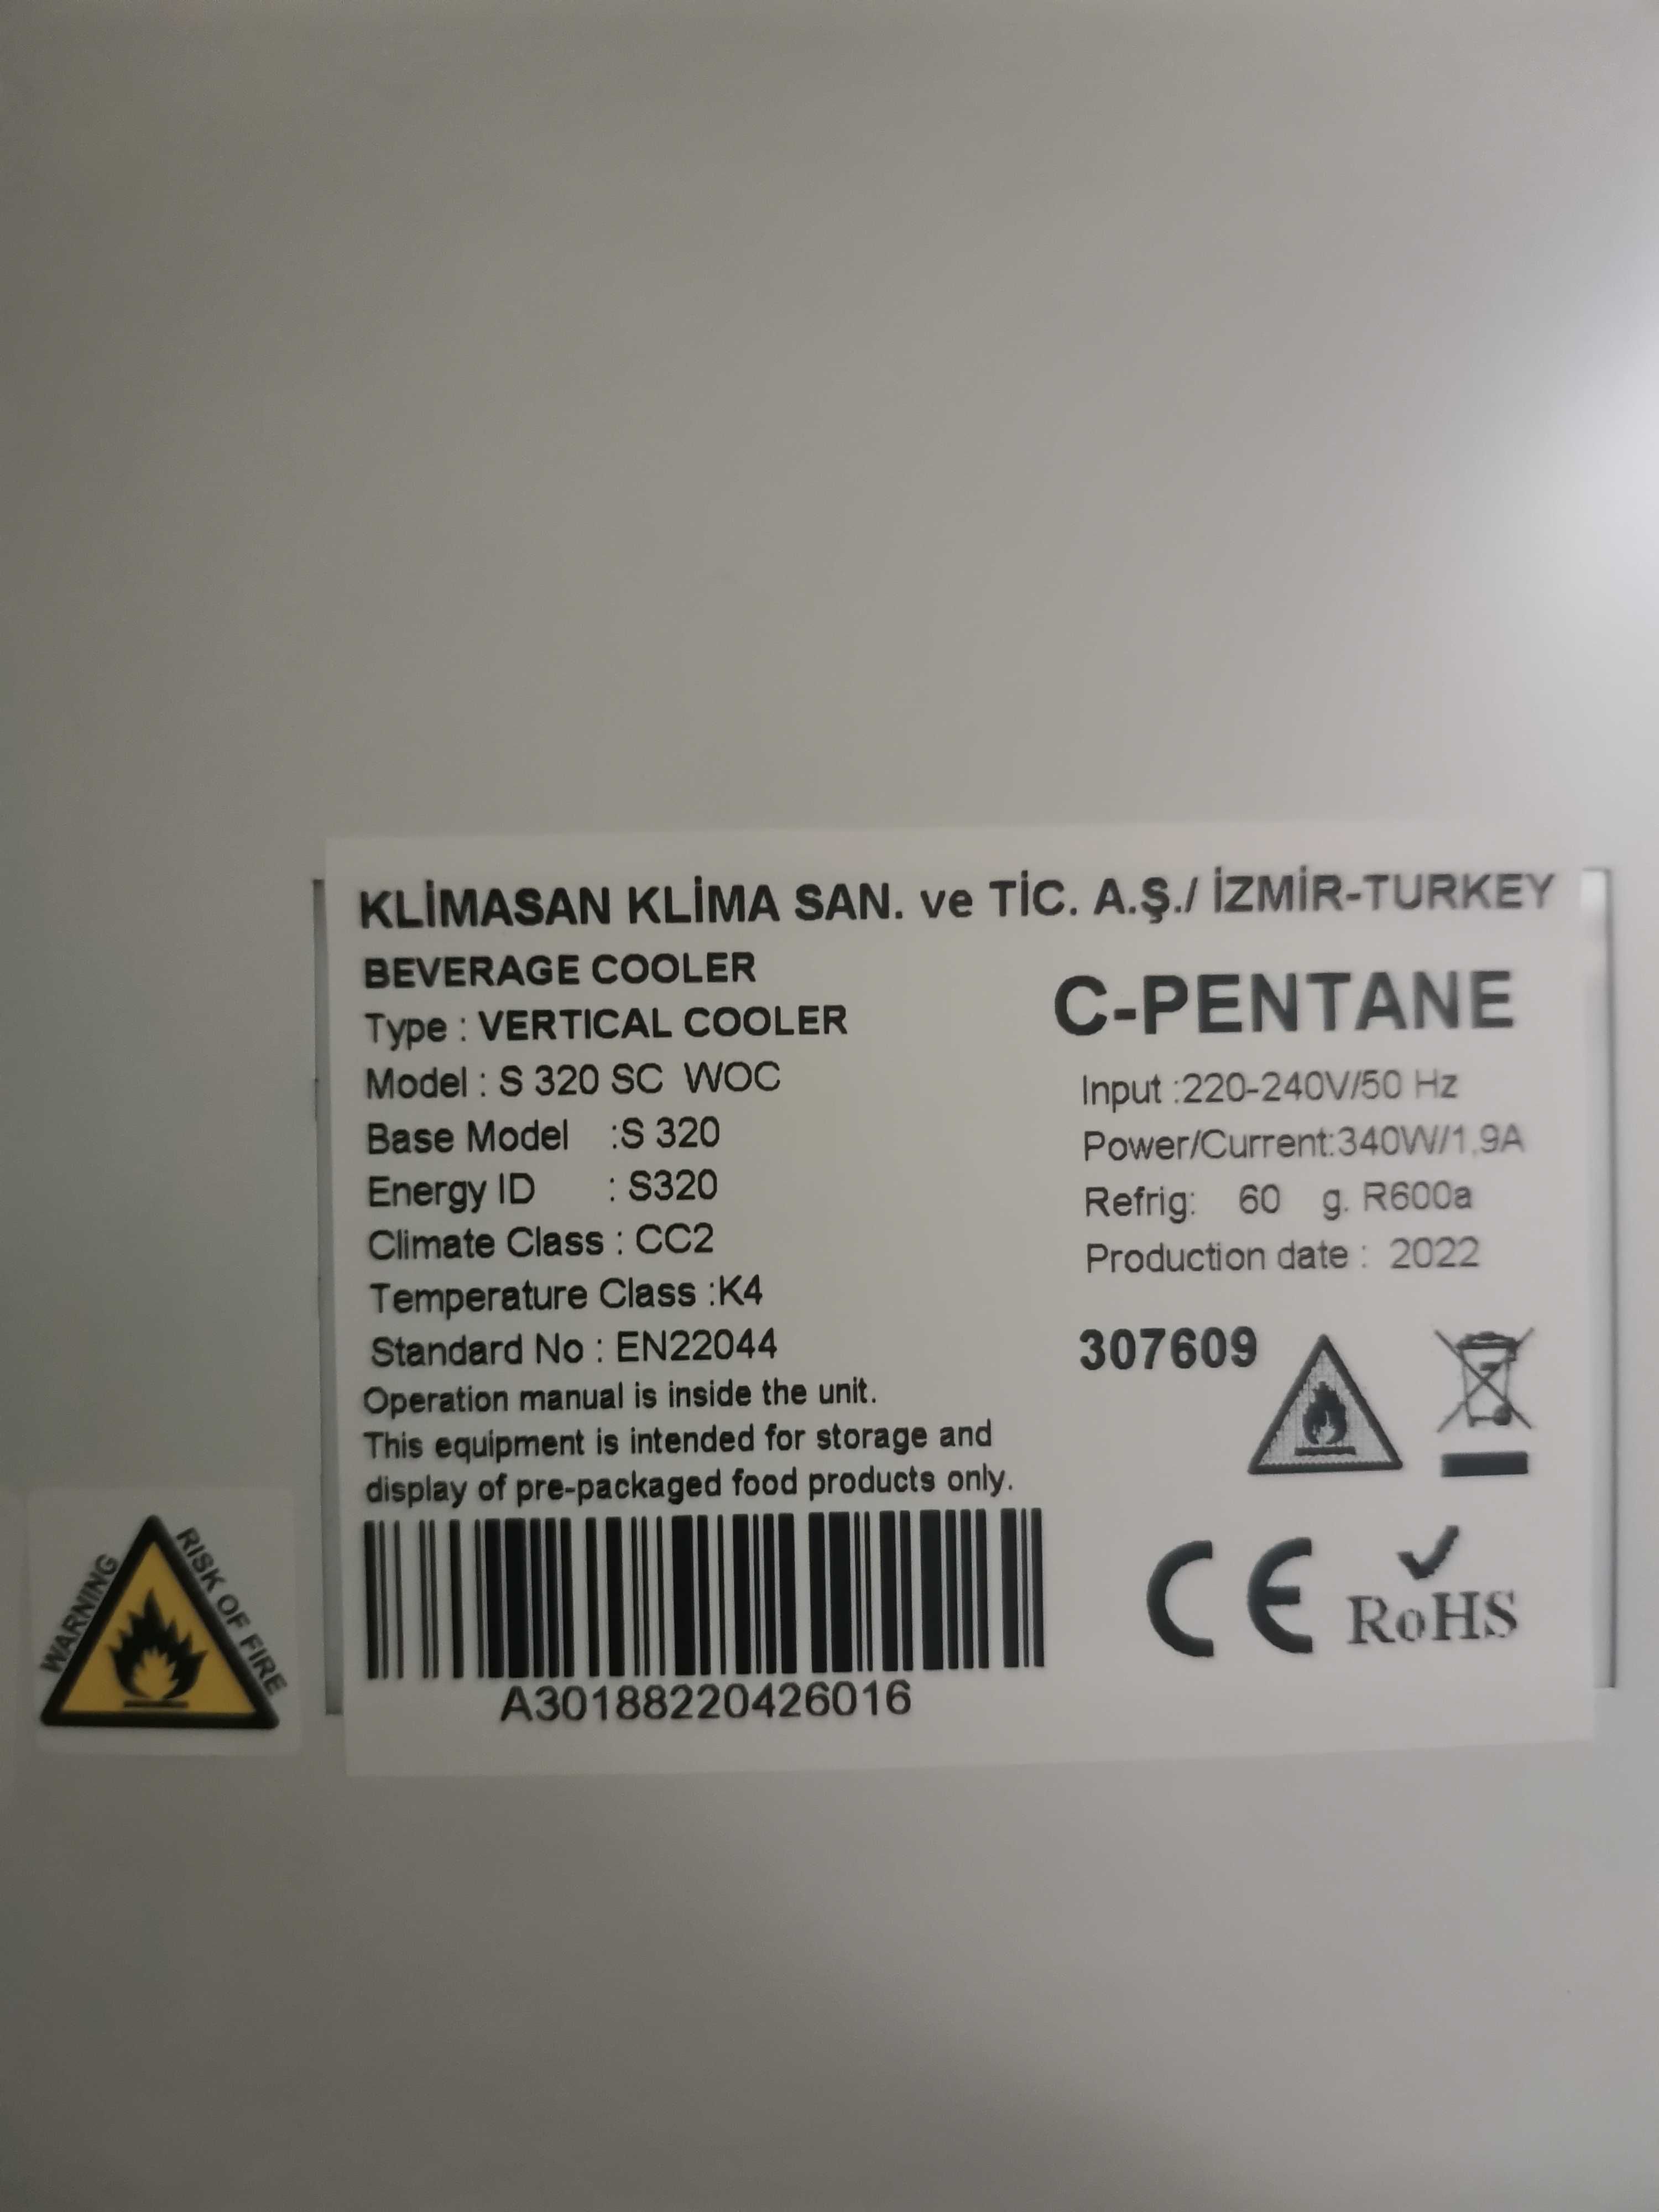 KLİMASAN KLİMA SAN. ve TİC. A.Ş./ İZMİR-TURKEY
BEVERAGE COOLER
Type : VERTICAL COOLER
Model : S 320 SC WOC
Base Model :S 320
Energy ID : S320
Climate Class : CC2
Temperature Class :K4
Standard No : EN22044
Operation manual is inside the unit.
This equipment is intended for storage and
display of pre-packaged food products only.
A30188220426016
C-PENTANE
Input :220-240V/50 Hz
Power/Current:340W/1.9A
Refrig: 60 g. R600a
Production date : 2022
307609
CE
RoHS
WARNING
RISK OF FIRE